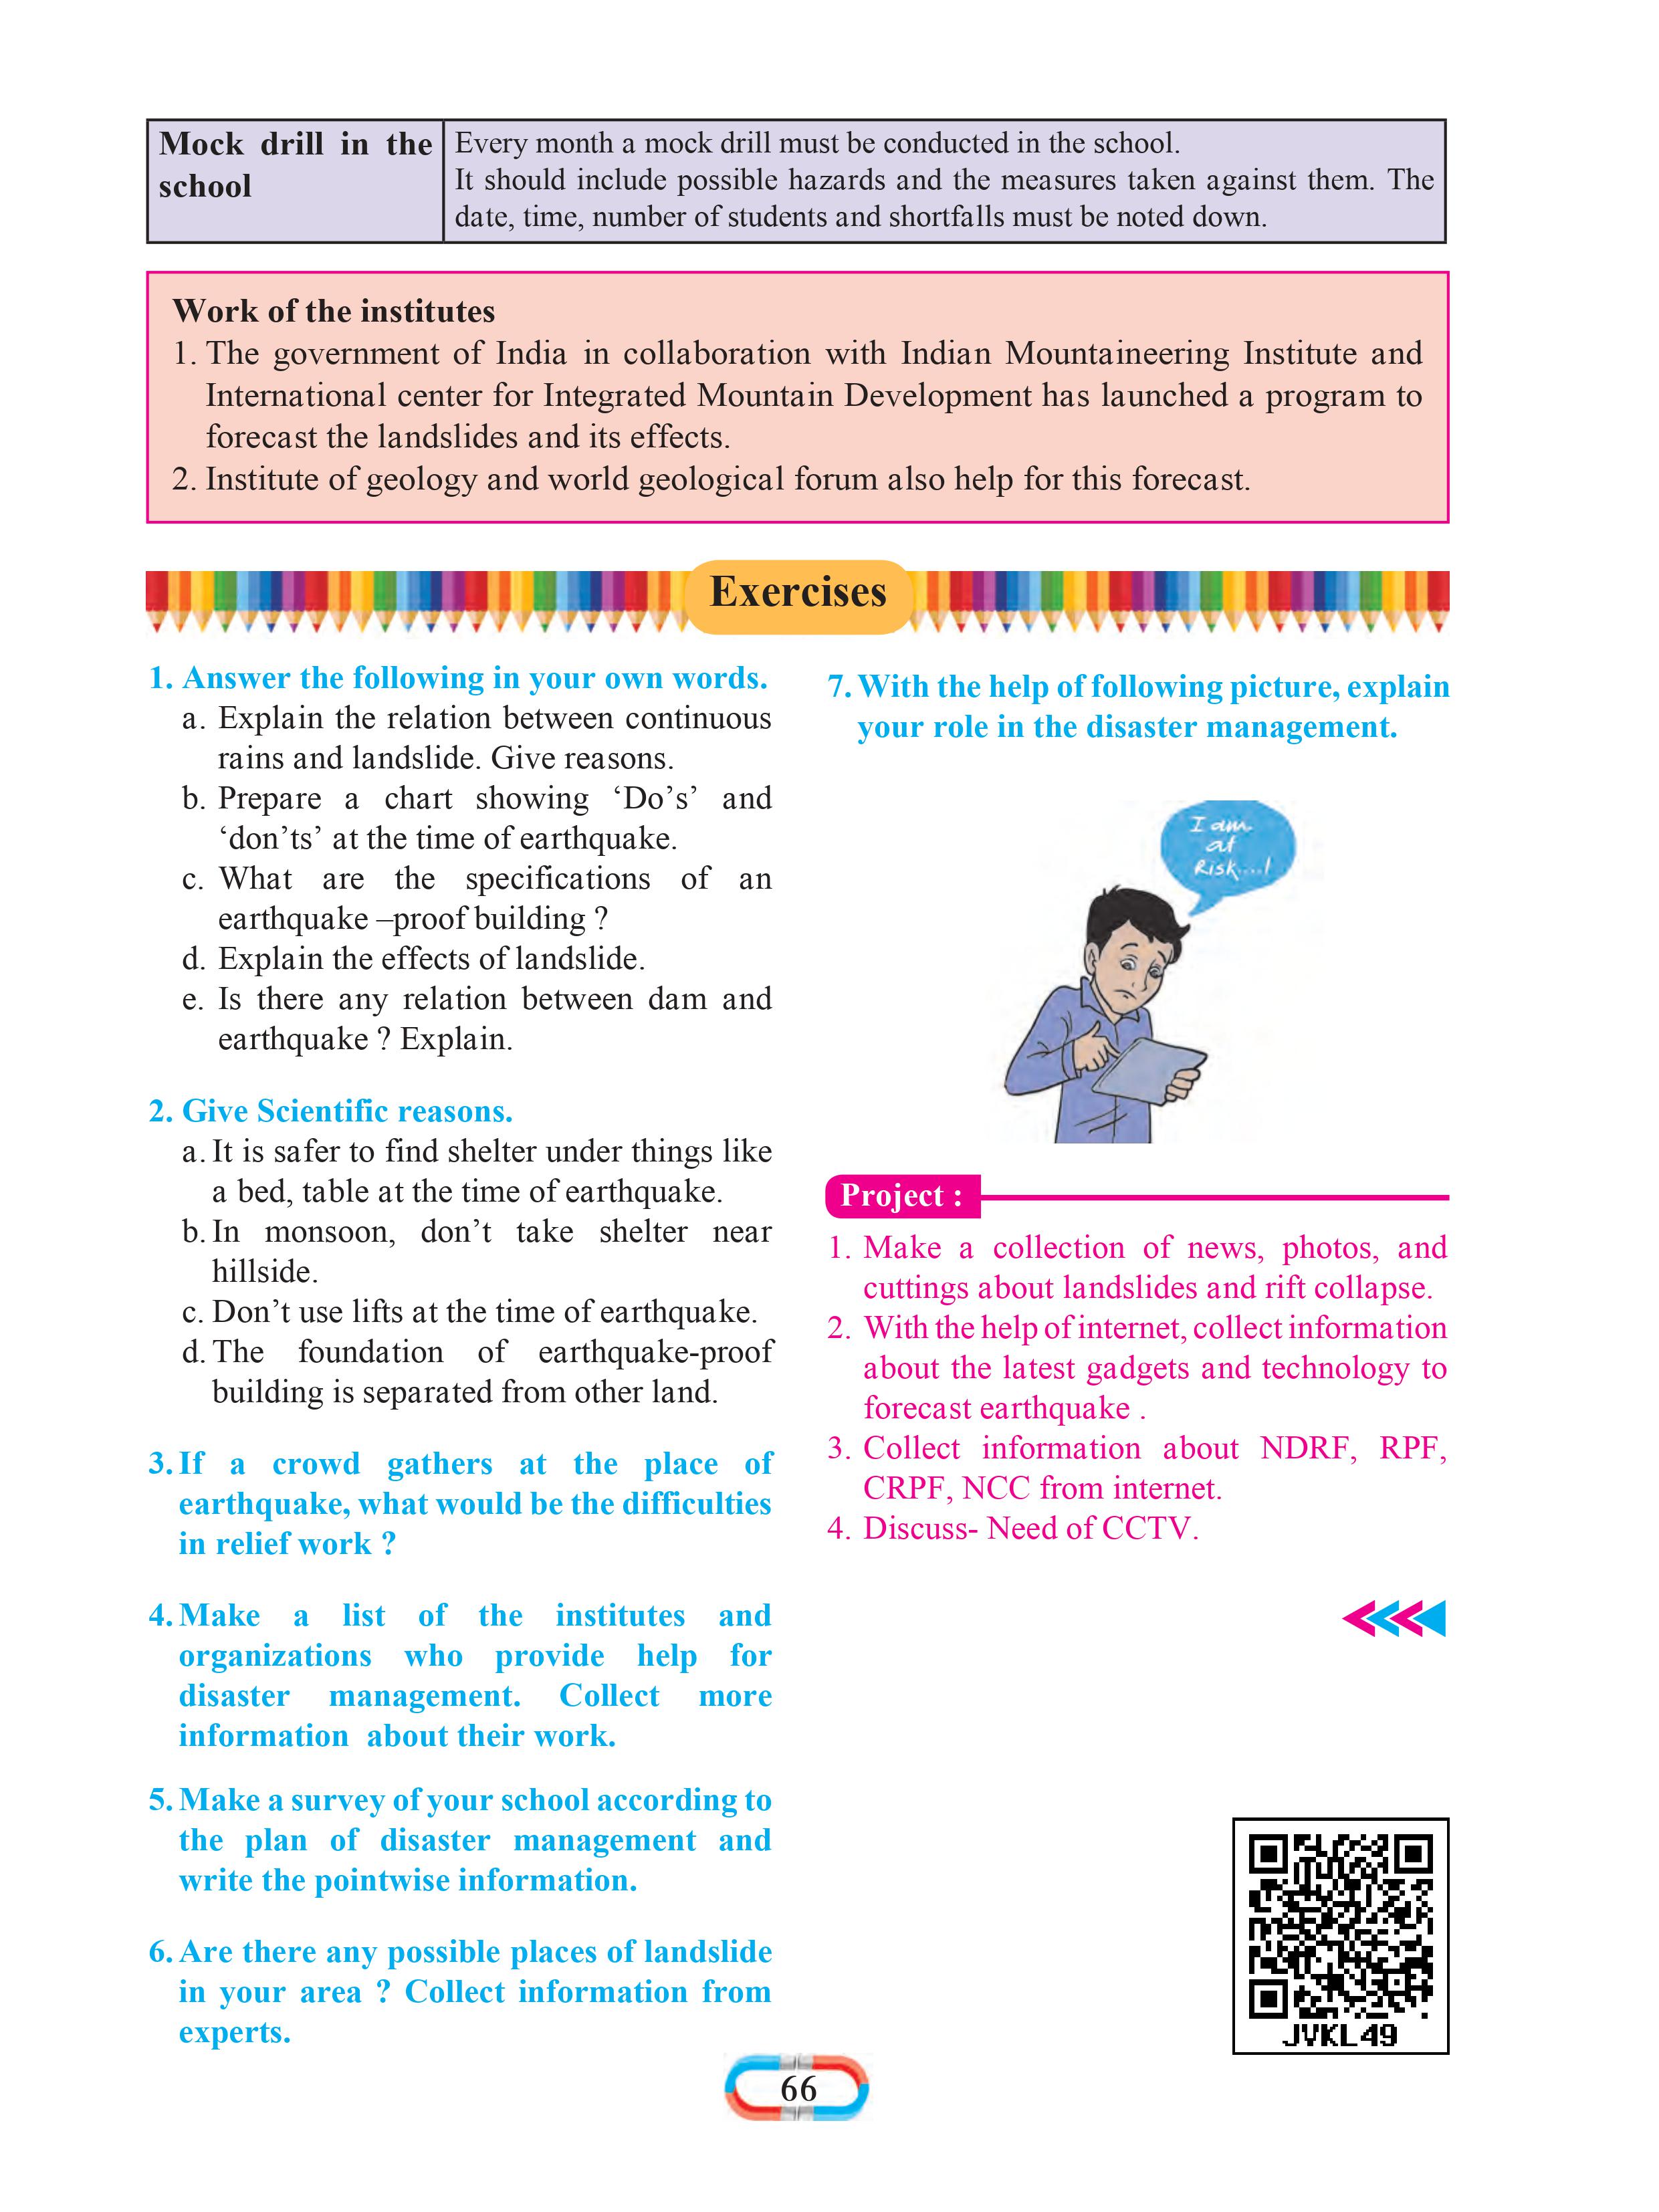 Mock drill in the
school
Every month a mock drill must be conducted in the school.
It should include possible hazards and the measures taken against them. The
date, time, number of students and shortfalls must be noted down.
Work of the institutes
1. The government of India in collaboration with Indian Mountaineering Institute and
International center for Integrated Mountain Development has launched a program to
forecast the landslides and its effects.
2. Institute of geology and world geological forum also help for this forecast.
Exercises
1. Answer the following in your own words.
a. Explain the relation between continuous
rains and landslide. Give reasons.
b. Prepare a chart showing ‘Do’s’ and
‘don’ts’ at the time of earthquake.
c. What are the specifications of an
earthquake –proof building ?
d. Explain the effects of landslide.
e. Is there any relation between dam and
earthquake ? Explain.
2. Give Scientific reasons.
a. It is safer to find shelter under things like
a bed, table at the time of earthquake.
b. In monsoon, don’t take shelter near
hillside.
c. Don’t use lifts at the time of earthquake.
d. The foundation of earthquake-proof
building is separated from other land.
3. If a crowd gathers at the place of
earthquake, what would be the difficulties
in relief work ?
4. Make a list of the institutes and
organizations who provide help for
disaster management. Collect more
information about their work.
5. Make a survey of your school according to
the plan of disaster management and
write the pointwise information.
6. Are there any possible places of landslide
in your area ? Collect information from
experts.
7. With the help of following picture, explain
your role in the disaster management.
I am
at
Risk....!
Project :
1. Make a collection of news, photos, and
cuttings about landslides and rift collapse.
2. With the help of internet, collect information
about the latest gadgets and technology to
forecast earthquake .
3. Collect information about NDRF, RPF,
CRPF, NCC from internet.
4. Discuss- Need of CCTV.
JVKL49
66